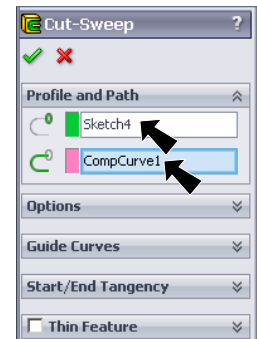 Cut-Sweep ?
Profile and Path
Sketch4
CompCurve1
Options
Guide Curves
Start/End Tangency
Thin Feature